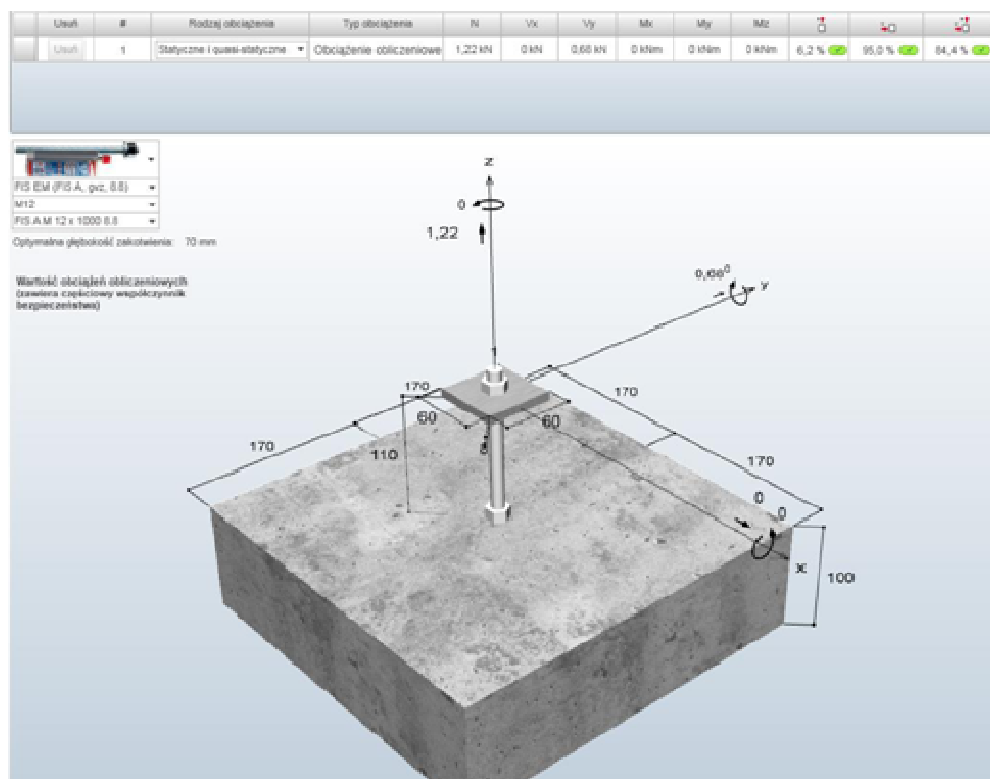 Usuń # Rodzaj obciążenia Typ obciążenia N Vx Vy Mx My Mz
Usuń 1 Statyczne i quasi-statyczne Obciążenie obliczeniowe 1,22 kN 0 kN 0,68 kN 0 kNm 0 kNm 0 kNm 6,2 % 95,0 % 84,4 %
FIS EM (FIS A, gvz, 8.8)
M12
FIS A M 12 x 1000 8.8
Optymalna głębokość zakotwienia: 70 mm
Wartość obciążeń obliczeniowych
(zawiera częściowy współczynnik
bezpieczeństwa)
z
0
1,22
0,68 0
y
170
170
60
60
170
110
170
0
0
x
100